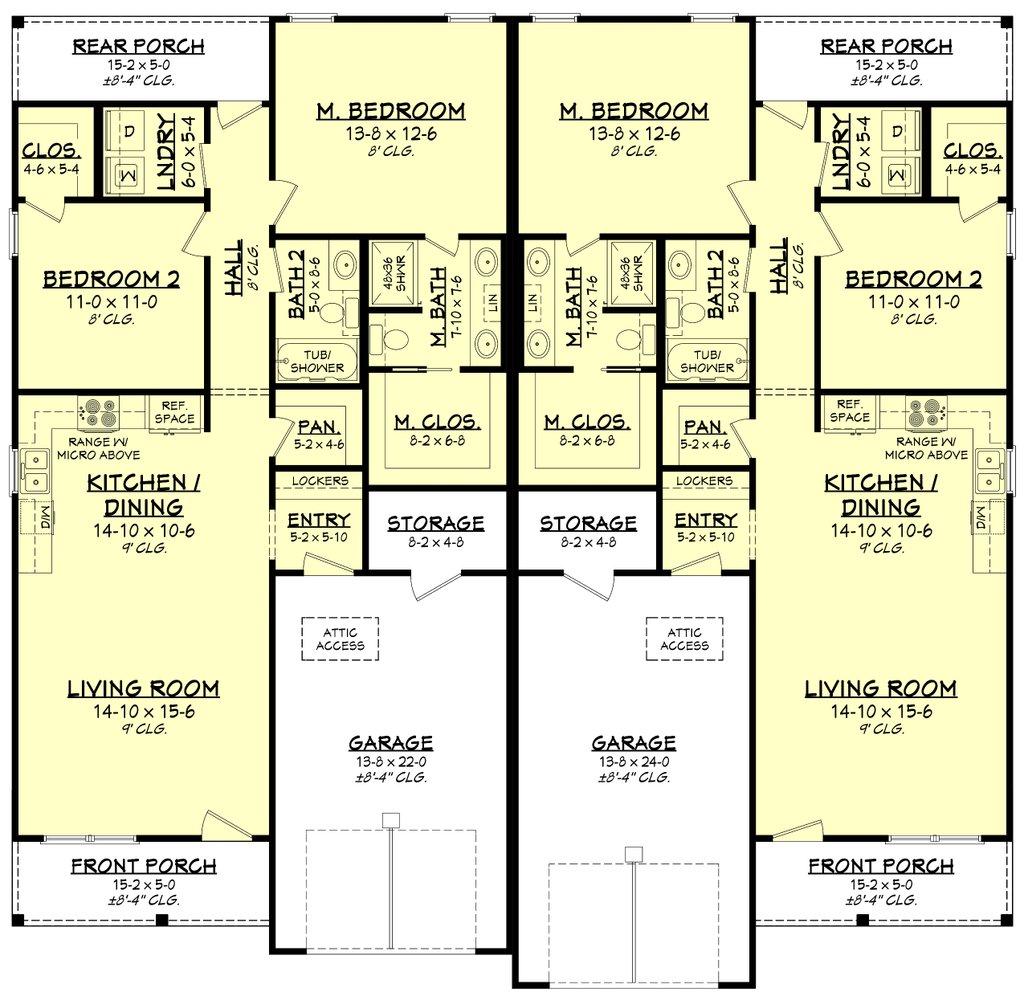 REAR PORCH
15-2 x 5-0
±8'-4" CLG.
M. BEDROOM
13-8 x 12-6
8' CLG.
M. BEDROOM
13-8 x 12-6
8' CLG.
REAR PORCH
15-2 x 5-0
±8'-4" CLG.
CLOS.
4-6 x 5-4
D
W
LNDRY
6-0 x 5-4
LNDRY
6-0 x 5-4
D
W
CLOS.
4-6 x 5-4
BEDROOM 2
11-0 x 11-0
8' CLG.
HALL
8' CLG.
BATH 2
5-0 x 8-6
TUB/
SHOWER
48x36
SHWR
M. BATH
7-10 x 7-6
LIN
LIN
M. BATH
7-10 x 7-6
48x36
SHWR
BATH 2
5-0 x 8-6
TUB/
SHOWER
HALL
8' CLG.
BEDROOM 2
11-0 x 11-0
8' CLG.
REF.
SPACE
RANGE W/
MICRO ABOVE
KITCHEN /
DINING
14-10 x 10-6
9' CLG.
D/W
PAN.
5-2 x 4-6
M. CLOS.
8-2 x 6-8
M. CLOS.
8-2 x 6-8
PAN.
5-2 x 4-6
REF.
SPACE
RANGE W/
MICRO ABOVE
KITCHEN /
DINING
14-10 x 10-6
9' CLG.
D/W
LOCKERS
ENTRY
5-2 x 5-10
STORAGE
8-2 x 4-8
STORAGE
8-2 x 4-8
LOCKERS
ENTRY
5-2 x 5-10
ATTIC
ACCESS
ATTIC
ACCESS
LIVING ROOM
14-10 x 15-6
9' CLG.
GARAGE
13-8 x 22-0
±8'-4" CLG.
GARAGE
13-8 x 24-0
±8'-4" CLG.
LIVING ROOM
14-10 x 15-6
9' CLG.
FRONT PORCH
15-2 x 5-0
±8'-4" CLG.
FRONT PORCH
15-2 x 5-0
±8'-4" CLG.